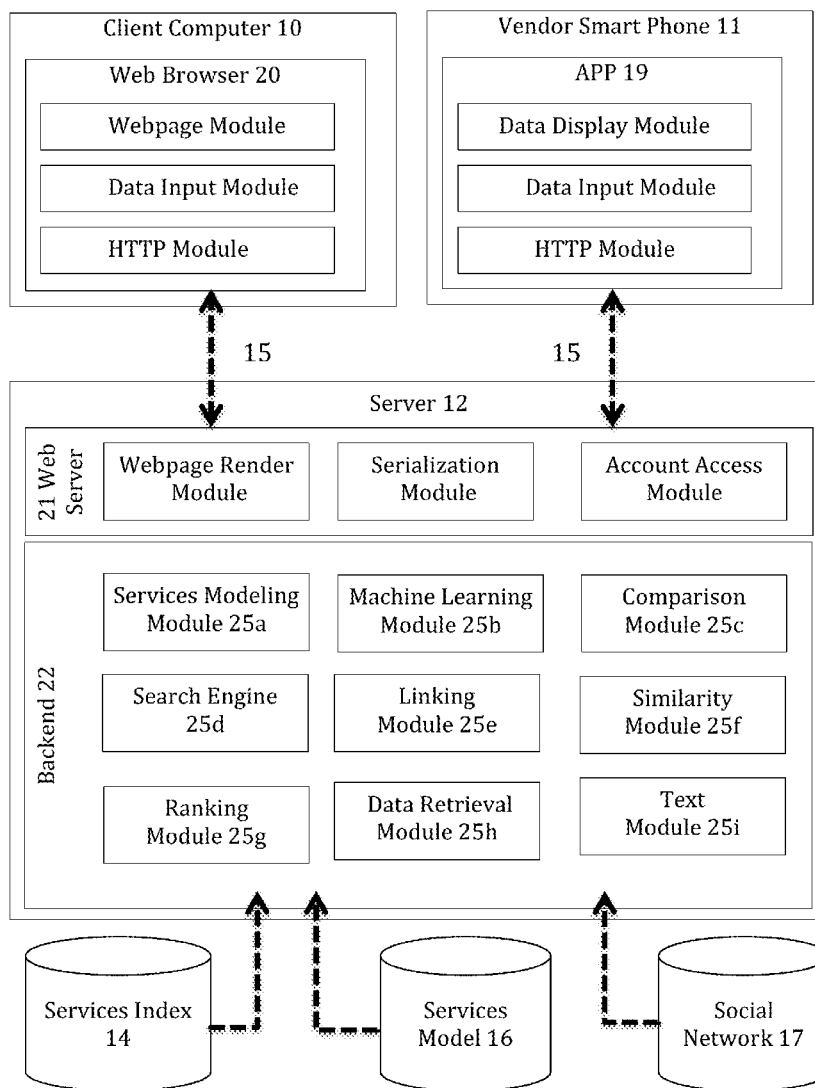 Client Computer 10
Web Browser 20
Webpage Module
Data Input Module
HTTP Module
Vendor Smart Phone 11
APP 19
Data Display Module
Data Input Module
HTTP Module
15
15
Server 12
21 Web
Server
Webpage Render
Module
Serialization
Module
Account Access
Module
Backend 22
Services Modeling
Module 25a
Machine Learning
Module 25b
Comparison
Module 25c
Search Engine
25d
Linking
Module 25e
Similarity
Module 25f
Ranking
Module 25g
Data Retrieval
Module 25h
Text
Module 25i
Services Index
14
Services
Model 16
Social
Network 17